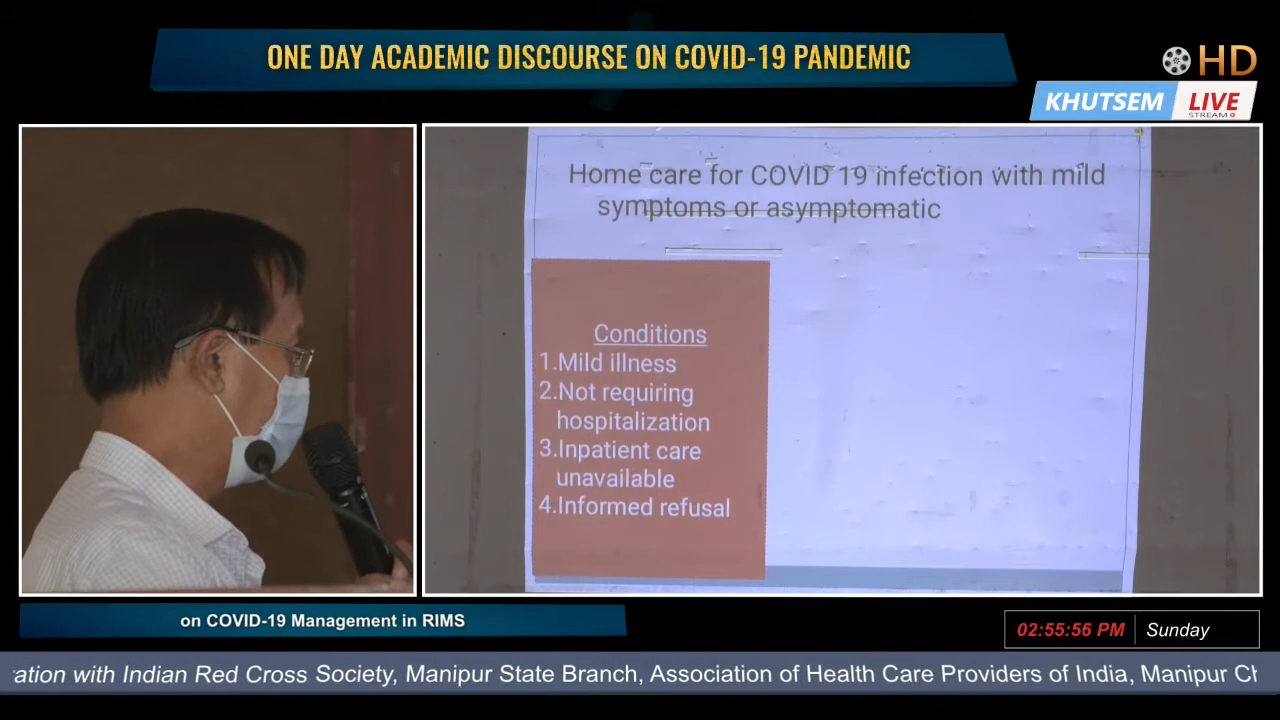 ONE DAY ACADEMIC DISCOURSE ON COVID-19 PANDEMIC
HD
KHUTSEM LIVE
STREAM
Home care for COVID 19 infection with mild
symptoms or asymptomatic
Conditions
1.Mild illness
2.Not requiring
hospitalization
3.Inpatient care
unavailable
4.Informed refusal
on COVID-19 Management in RIMS
02:55:56 PM Sunday
ation with Indian Red Cross Society, Manipur State Branch, Association of Health Care Providers of India, Manipur Ch